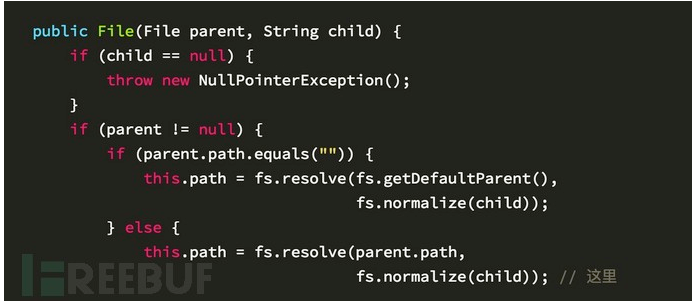 public File(File parent, String child) {
    if (child == null) {
        throw new NullPointerException();
    }
    if (parent != null) {
        if (parent.path.equals("")) {
            this.path = fs.resolve(fs.getDefaultParent(),
                                   fs.normalize(child));
        } else {
            this.path = fs.resolve(parent.path,
                                   fs.normalize(child)); // 这里
FREEBUF